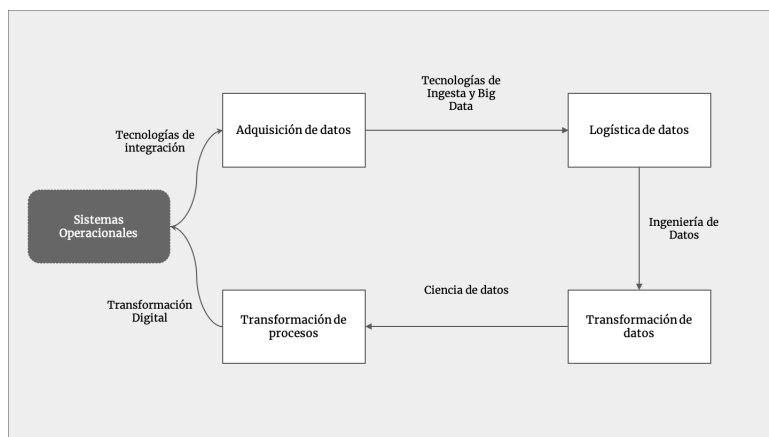 Tecnologías de
Ingesta y Big
Data
Adquisición de datos
Logística de datos
Tecnologías de
integración
Sistemas
Operacionales
Ingeniería de
Datos
Ciencia de datos
Transformación
Digital
Transformación de
procesos
Transformación de
datos